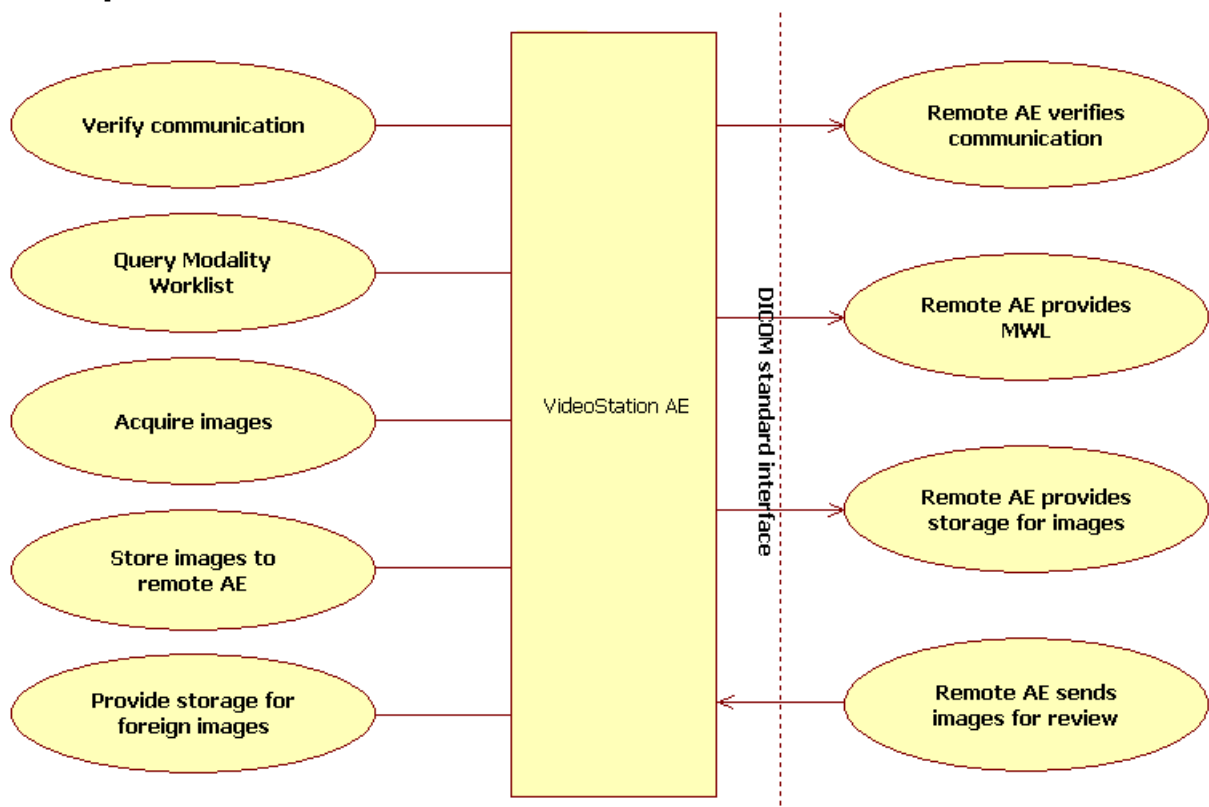 Verify communication
Query Modality
Worklist
Acquire images
Store images to
remote AE
Provide storage for
foreign images
VideoStation AE
DICOM standard interface
Remote AE verifies
communication
Remote AE provides
MWL
Remote AE provides
storage for images
Remote AE sends
images for review